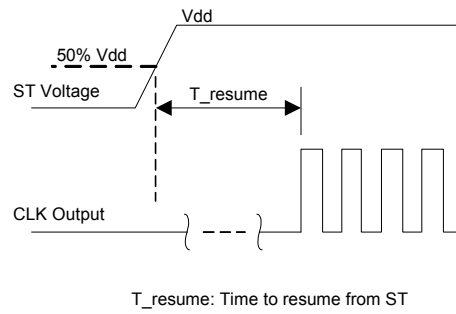 Vdd
50% Vdd
ST Voltage
T_resume
CLK Output
T_resume: Time to resume from ST